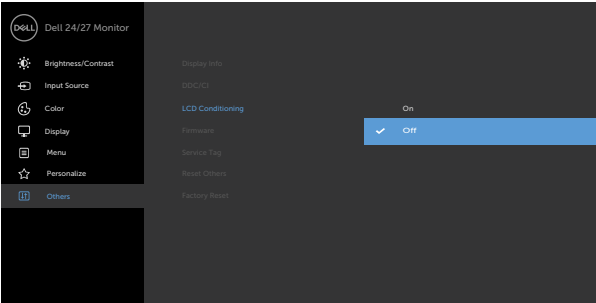 DELL
Dell 24/27 Monitor
Brightness/Contrast
Input Source
Color
Display
Menu
Personalize
Others
Display Info
DDC/CI
LCD Conditioning
Firmware
Service Tag
Reset Others
Factory Reset
On
Off